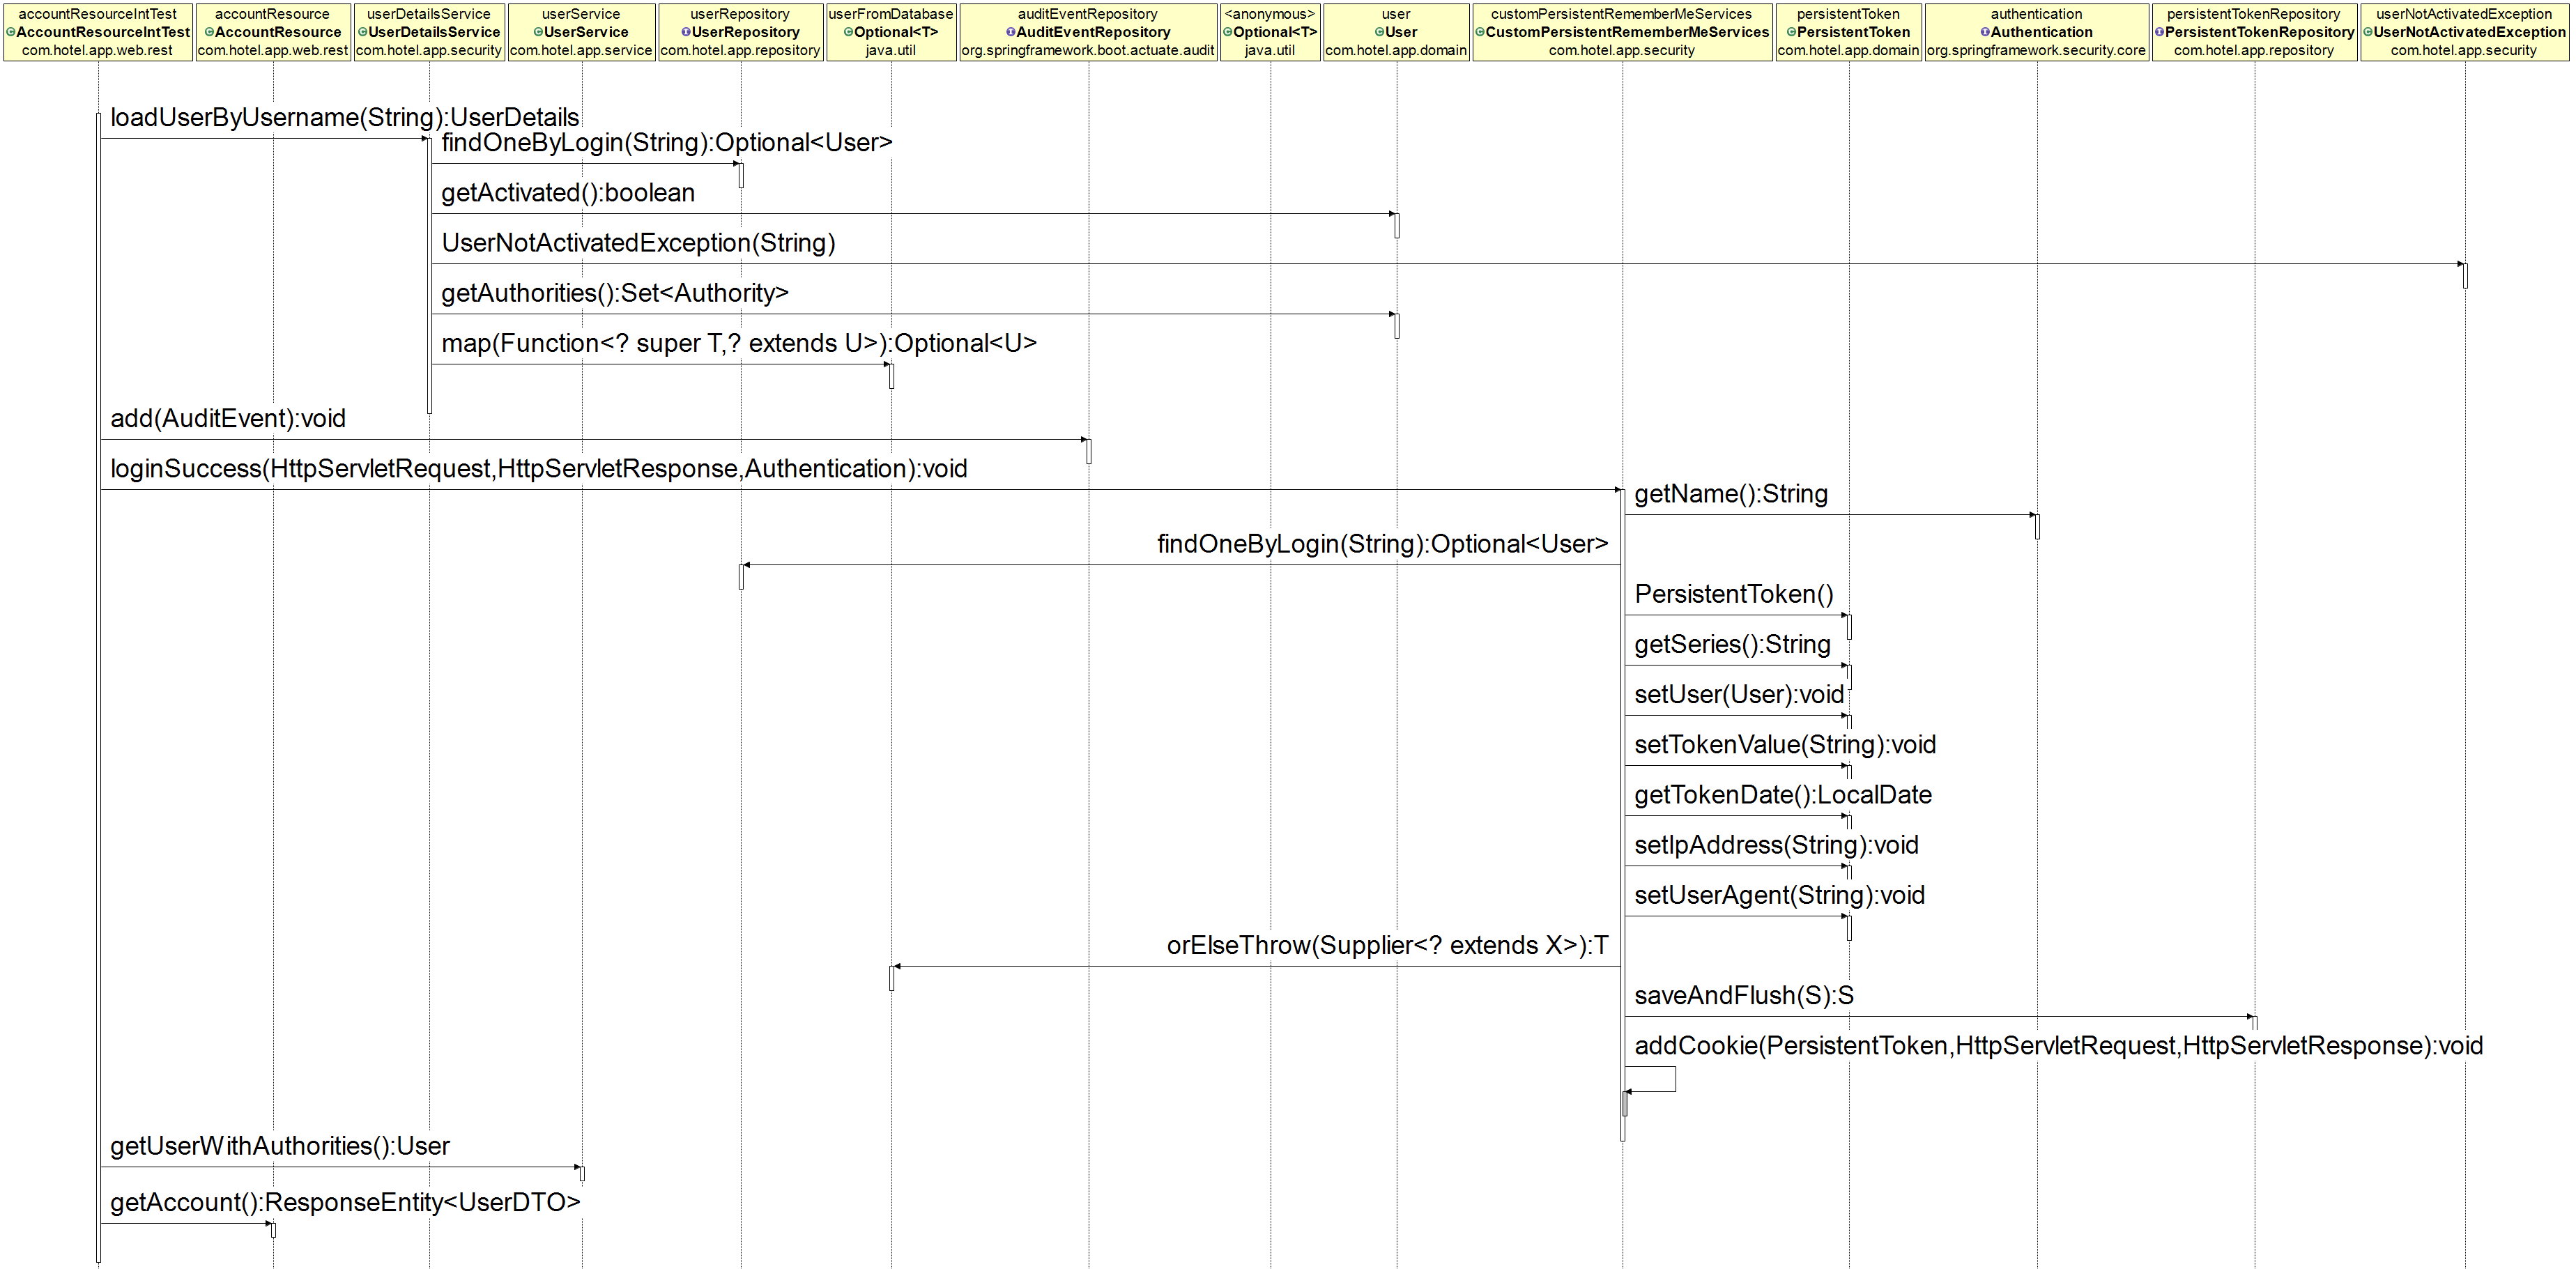 accountResourceIntTest
AccountResourceIntTest
com.hotel.app.web.rest
accountResource
AccountResource
com.hotel.app.web.rest
userDetailsService
UserDetailsService
com.hotel.app.security
userService
UserService
com.hotel.app.service
userRepository
UserRepository
com.hotel.app.repository
userFromDatabase
Optional<T>
java.util
auditEventRepository
AuditEventRepository
org.springframework.boot.actuate.audit
<anonymous>
Optional<T>
java.util
user
User
com.hotel.app.domain
customPersistentRememberMeServices
CustomPersistentRememberMeServices
com.hotel.app.security
persistentToken
PersistentToken
com.hotel.app.domain
authentication
Authentication
org.springframework.security.core
persistentTokenRepository
PersistentTokenRepository
com.hotel.app.repository
userNotActivatedException
UserNotActivatedException
com.hotel.app.security
loadUserByUsername(String):UserDetails
findOneByLogin(String):Optional<User>
getActivated():boolean
UserNotActivatedException(String)
getAuthorities():Set<Authority>
map(Function<? super T,? extends U>):Optional<U>
add(AuditEvent):void
loginSuccess(HttpServletRequest,HttpServletResponse,Authentication):void
getName():String
findOneByLogin(String):Optional<User>
PersistentToken()
getSeries():String
setUser(User):void
setTokenValue(String):void
getTokenDate():LocalDate
setIpAddress(String):void
setUserAgent(String):void
orElseThrow(Supplier<? extends X>):T
saveAndFlush(S):S
addCookie(PersistentToken,HttpServletRequest,HttpServletResponse):void
getUserWithAuthorities():User
getAccount():ResponseEntity<UserDTO>